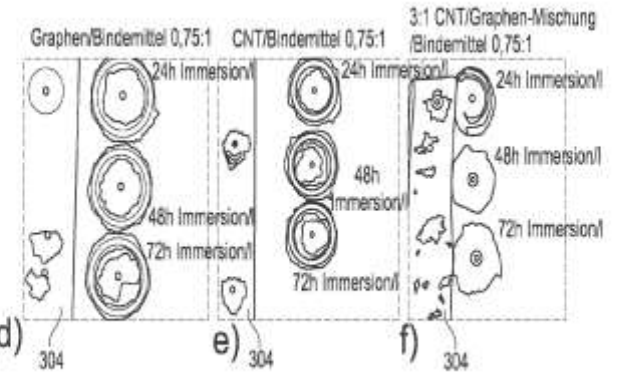 Graphen/Bindemittel 0,75:1
24h Immersion/l
48h Immersion/l
72h Immersion/l
d)
304
CNT/Bindemittel 0,75:1
24h Immersion/l
48h
Immersion/l
72h Immersion/l
e)
304
3:1 CNT/Graphen-Mischung
/Bindemittel 0,75:1
24h Immersion/l
48h Immersion/l
72h Immersion/l
f)
304